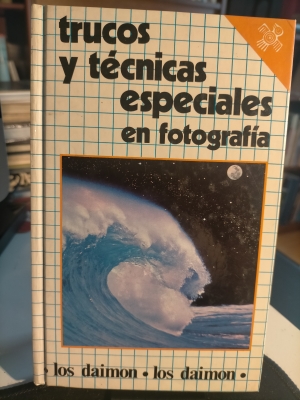 trucos
y técnicas
especiales
en fotografía
los daimon • los daimon •